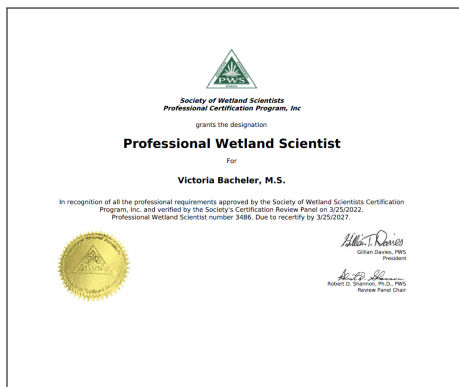 PWS
Society of Wetland Scientists
Professional Certification Program, Inc
grants the designation
Professional Wetland Scientist
For
Victoria Bacheler, M.S.
In recognition of all the professional requirements approved by the Society of Wetland Scientists Certification
Program, Inc. and verified by the Society's Certification Review Panel on 3/25/2022.
Professional Wetland Scientist number 3486. Due to recertify by 3/25/2027.
Gillian Davies, PWS
President
Robert D. Shannon, Ph.D., PWS
Review Panel Chair
PWS